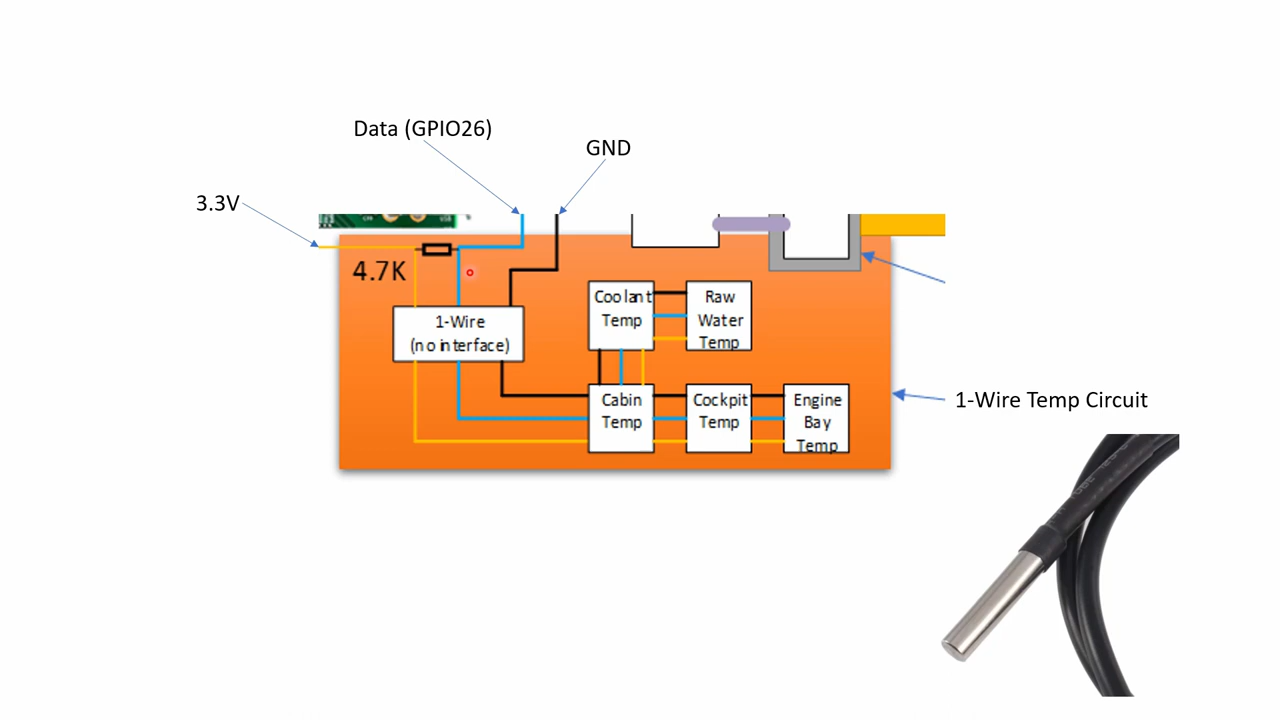 Data (GPIO26)
GND
3.3V
4.7K
1-Wire
(no interface)
Coolant
Temp
Raw
Water
Temp
Cabin
Temp
Cockpit
Temp
Engine
Bay
Temp
1-Wire Temp Circuit